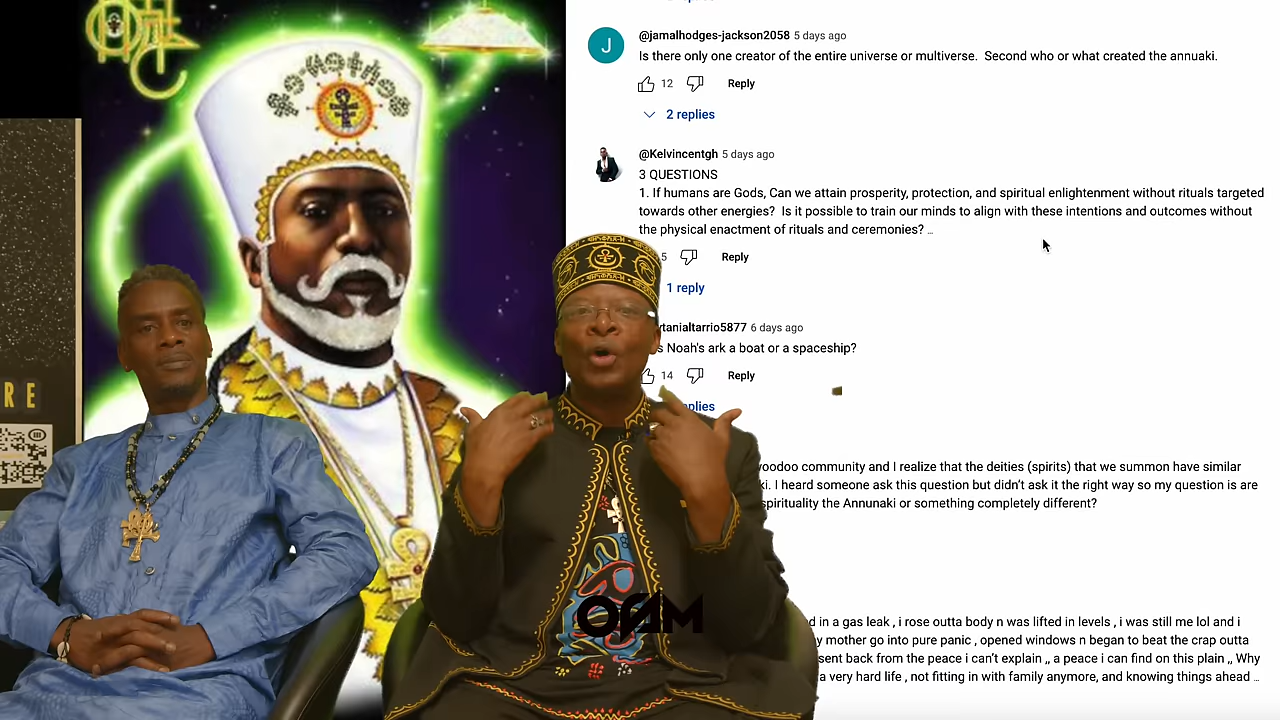 @jamalhodges-jackson2058 5 days ago
Is there only one creator of the entire universe or multiverse.  Second who or what created the annuaki.
12 Reply
2 replies
@Kelvincentgh 5 days ago
3 QUESTIONS
1. If humans are Gods, Can we attain prosperity, protection, and spiritual enlightenment without rituals targeted
towards other energies?  Is it possible to train our minds to align with these intentions and outcomes without
the physical enactment of rituals and ceremonies? ...
5 Reply
1 reply
6 days ago
Noah's ark a boat or a spaceship?
14 Reply
RE
voodoo community and I realize that the deities (spirits) that we summon have similar
I heard someone ask this question but didn't ask it the right way so my question is are
spirituality the Annunaki or something completely different?
OFAM
in a gas leak , i rose outta body n was lifted in levels , i was still me lol and i
mother go into pure panic , opened windows n began to beat the crap outta
sent back from the peace i can't explain ,, a peace i can find on this plain ,, Why
a very hard life , not fitting in with family anymore, and knowing things ahead ...